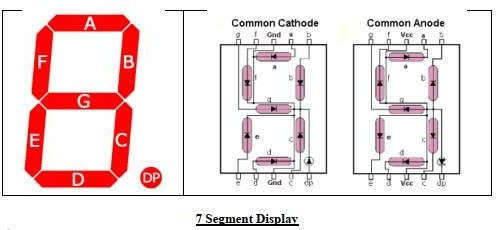 A
F
B
G
E
C
D
DP
Common Cathode
g f Gnd a b
a
f
b
g
e
c
d
e d Gnd c dp
Common Anode
g f Vcc a b
a
f
b
g
e
c
d
e d Vcc c dp
7 Segment Display